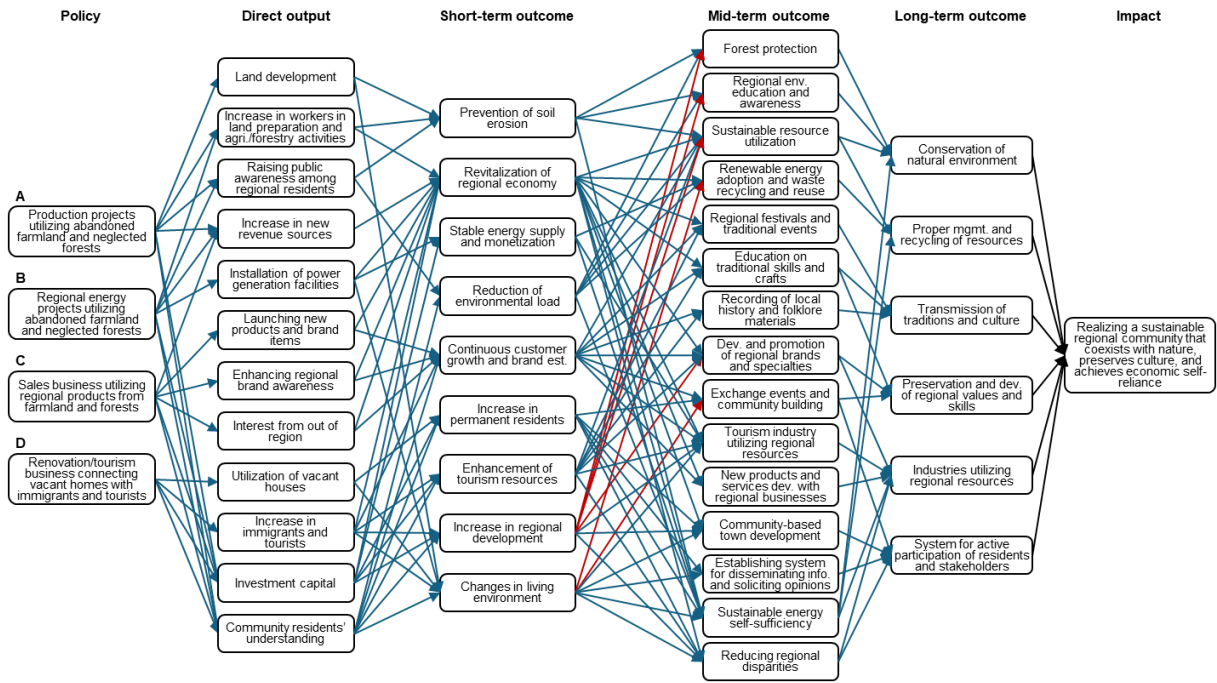 Policy
Direct output
Short-term outcome
Mid-term outcome
Long-term outcome
Impact
A
Production projects
utilizing abandoned
farmland and neglected
forests
B
Regional energy
projects utilizing
abandoned farmland
and neglected forests
C
Sales business utilizing
regional products from
farmland and forests
D
Renovation/tourism
business connecting
vacant homes with
immigrants and tourists
Land development
Increase in workers in
land preparation and
agri./forestry activities
Raising public
awareness among
regional residents
Increase in new
revenue sources
Installation of power
generation facilities
Launching new
products and brand
items
Enhancing regional
brand awareness
Interest from out of
region
Utilization of vacant
houses
Increase in
immigrants and
tourists
Investment capital
Community residents'
understanding
Prevention of soil
erosion
Revitalization of
regional economy
Stable energy supply
and monetization
Reduction of
environmental load
Continuous customer
growth and brand est.
Increase in
permanent residents
Enhancement of
tourism resources
Increase in regional
development
Changes in living
environment
Forest protection
Regional env.
education and
awareness
Sustainable resource
utilization
Renewable energy
adoption and waste
recycling and reuse
Regional festivals and
traditional events
Education on
traditional skills and
crafts
Recording of local
history and folklore
materials
Dev. and promotion
of regional brands
and specialties
Exchange events and
community building
Tourism industry
utilizing regional
resources
New products and
services dev. with
regional businesses
Community-based
town development
Establishing system
for disseminating info.
and soliciting opinions
Sustainable energy
self-sufficiency
Reducing regional
disparities
Conservation of
natural environment
Proper mgmt. and
recycling of resources
Transmission of
traditions and culture
Preservation and dev.
of regional values and
skills
Industries utilizing
regional resources
System for active
participation of residents
and stakeholders
Realizing a sustainable
regional community that
coexists with nature,
preserves culture, and
achieves economic self-
reliance